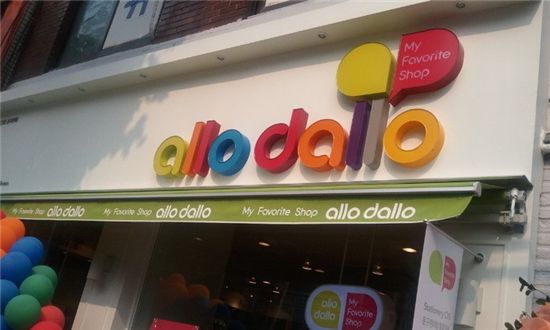 My
Favorite
Shop
allo dallo
My Favorite Shop allo dallo My Favorite Shop allo dallo
allo
dallo
My
Favorite
Shop
Stationery